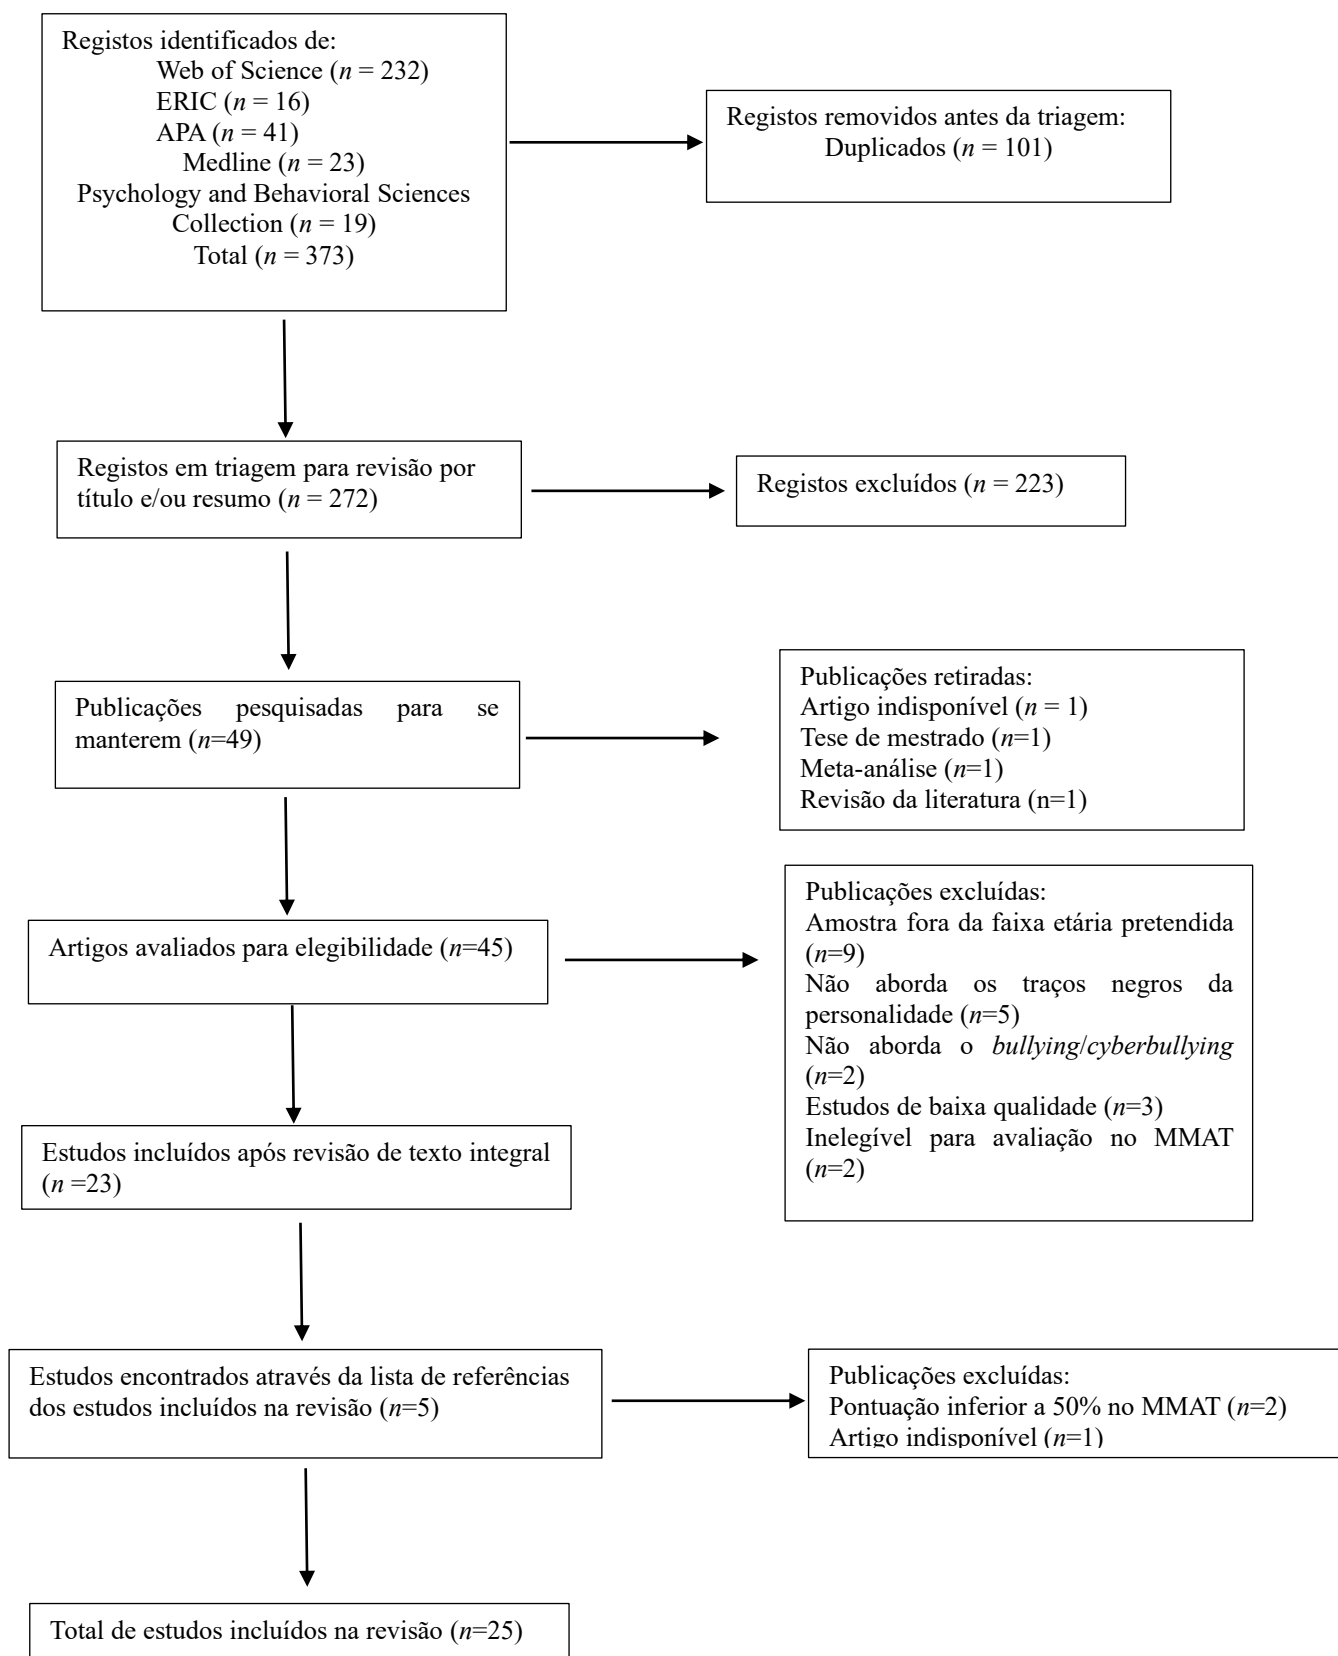 Registos identificados de:
Web of Science (n = 232)
ERIC (n = 16)
APA (n = 41)
Medline (n = 23)
Psychology and Behavioral Sciences
Collection (n = 19)
Total (n = 373)
Registos removidos antes da triagem:
Duplicados (n = 101)
Registos em triagem para revisão por
título e/ou resumo (n = 272)
Registos excluídos (n = 223)
Publicações pesquisadas para se
manterem (n=49)
Publicações retiradas:
Artigo indisponível (n = 1)
Tese de mestrado (n=1)
Meta-análise (n=1)
Revisão da literatura (n=1)
Artigos avaliados para elegibilidade (n=45)
Publicações excluídas:
Amostra fora da faixa etária pretendida
(n=9)
Não aborda os traços negros da
personalidade (n=5)
Não aborda o bullying/cyberbullying
(n=2)
Estudos de baixa qualidade (n=3)
Inelegível para avaliação no MMAT
(n=2)
Estudos incluídos após revisão de texto integral
(n =23)
Estudos encontrados através da lista de referências
dos estudos incluídos na revisão (n=5)
Publicações excluídas:
Pontuação inferior a 50% no MMAT (n=2)
Artigo indisponível (n=1)
Total de estudos incluídos na revisão (n=25)